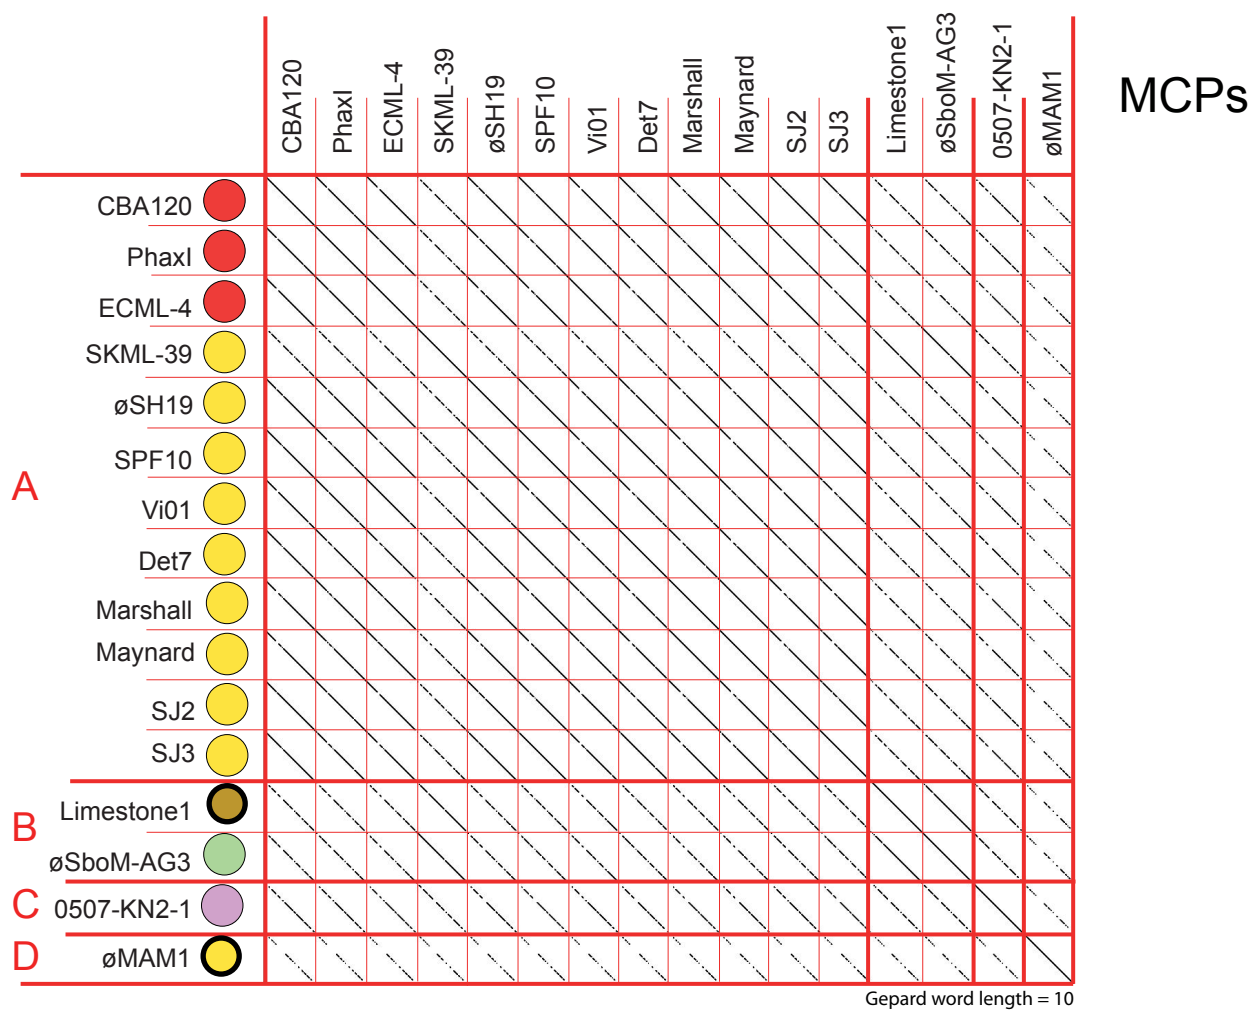 CBA120
PhaxI
ECML-4
SKML-39
øSH19
SPF10
Vi01
Det7
Marshall
Maynard
SJ2
SJ3
Limestone1
øSboM-AG3
0507-KN2-1
øMAM1
MCPs
CBA120
PhaxI
ECML-4
SKML-39
øSH19
SPF10
A
Vi01
Det7
Marshall
Maynard
SJ2
SJ3
B
Limestone1
øSboM-AG3
C
0507-KN2-1
D
øMAM1
Gepard word length = 10